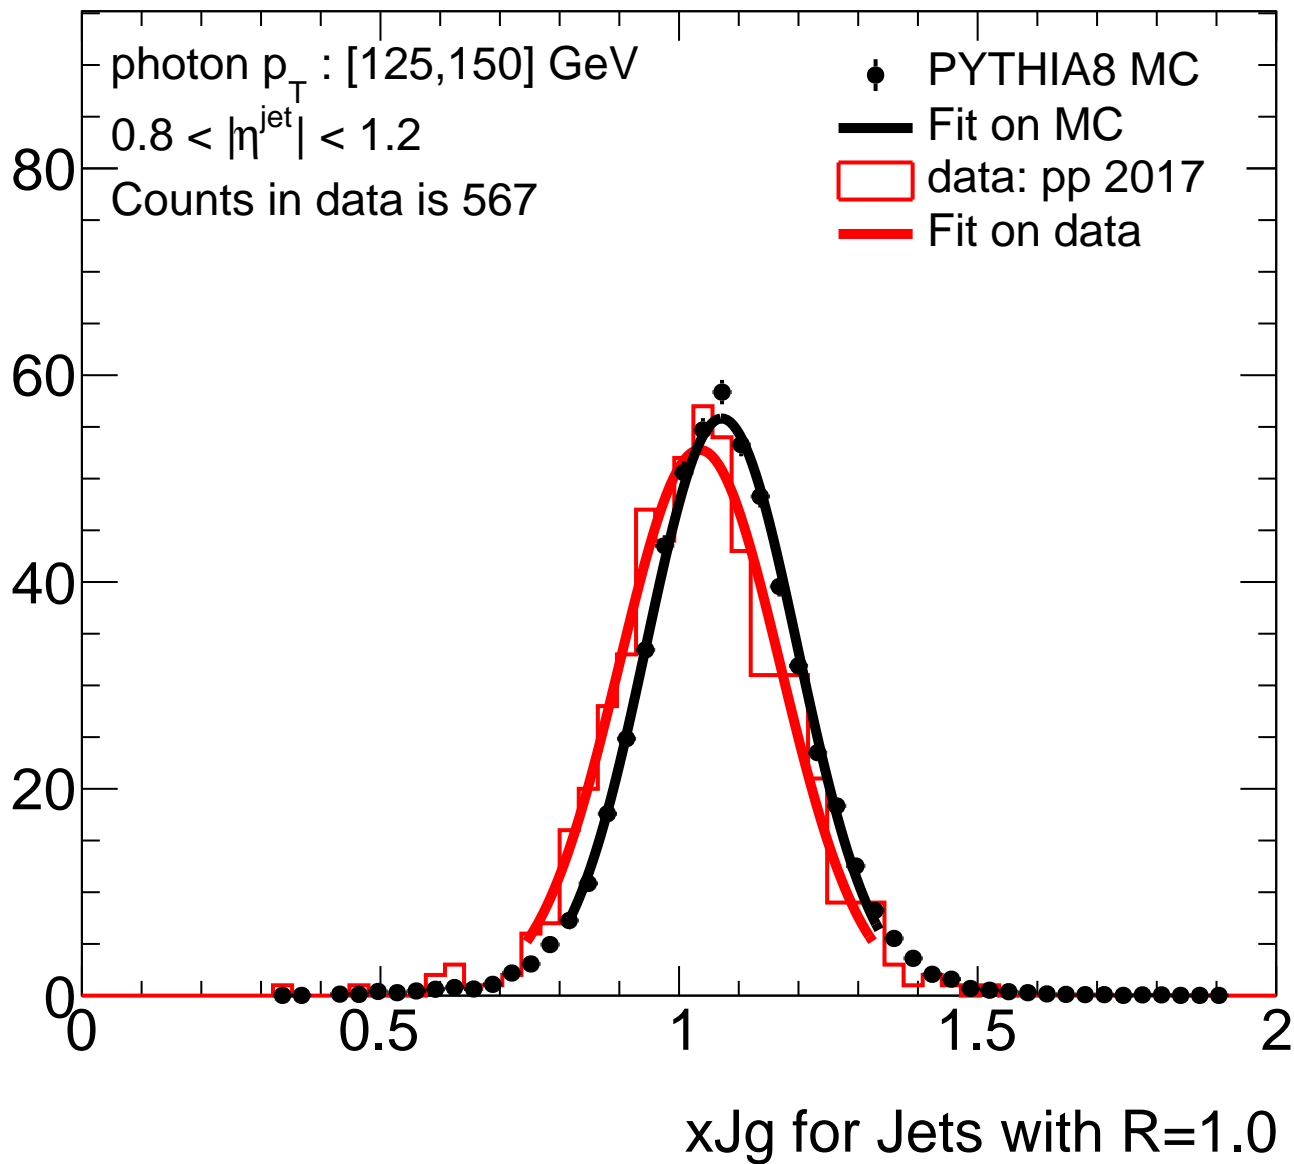 photon p_T : [125,150] GeV
0.8 < |η^jet| < 1.2
Counts in data is 567
PYTHIA8 MC
Fit on MC
data: pp 2017
Fit on data
80
60
40
20
0
0 0.5 1 1.5 2
xJg for Jets with R=1.0